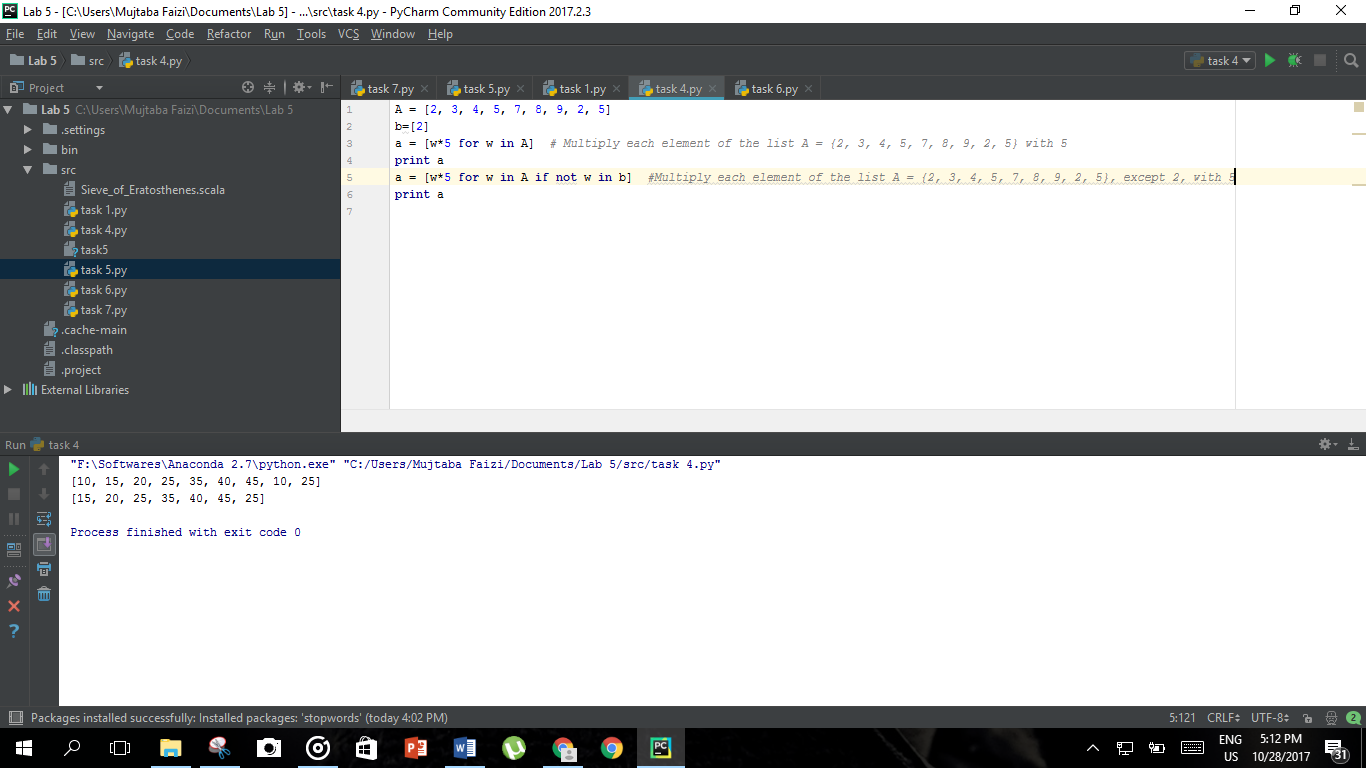 Lab 5 - [C:\Users\Mujtaba Faizi\Documents\Lab 5] - ...\src\task 4.py - PyCharm Community Edition 2017.2.3
File Edit View Navigate Code Refactor Run Tools VCS Window Help
Lab 5 src task 4.py task 4
Project task 7.py task 5.py task 1.py task 4.py task 6.py
Lab 5 C:\Users\Mujtaba Faizi\Documents\Lab 5
.settings
bin
src
Sieve_of_Eratosthenes.scala
task 1.py
task 4.py
task5
task 5.py
task 6.py
task 7.py
.cache-main
.classpath
.project
External Libraries
1 A = [2, 3, 4, 5, 7, 8, 9, 2, 5]
2 b=[2]
3 a = [w*5 for w in A] # Multiply each element of the list A = {2, 3, 4, 5, 7, 8, 9, 2, 5} with 5
4 print a
5 a = [w*5 for w in A if not w in b] #Multiply each element of the list A = {2, 3, 4, 5, 7, 8, 9, 2, 5}, except 2, with 5
6 print a
7
Run task 4
"F:\Softwares\Anaconda 2.7\python.exe" "C:/Users/Mujtaba Faizi/Documents/Lab 5/src/task 4.py"
[10, 15, 20, 25, 35, 40, 45, 10, 25]
[15, 20, 25, 35, 40, 45, 25]
Process finished with exit code 0
Packages installed successfully: Installed packages: 'stopwords' (today 4:02 PM) 5:121 CRLF UTF-8 2
ENG 5:12 PM
US 10/28/2017 31